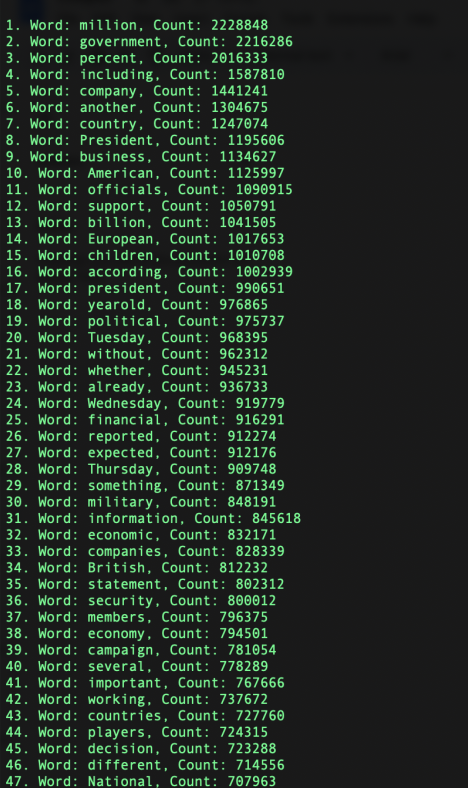 1. Word: million, Count: 2228848
2. Word: government, Count: 2216286
3. Word: percent, Count: 2016333
4. Word: including, Count: 1587810
5. Word: company, Count: 1441241
6. Word: another, Count: 1304675
7. Word: country, Count: 1247074
8. Word: President, Count: 1195606
9. Word: business, Count: 1134627
10. Word: American, Count: 1125997
11. Word: officials, Count: 1090915
12. Word: support, Count: 1050791
13. Word: billion, Count: 1041505
14. Word: European, Count: 1017653
15. Word: children, Count: 1010708
16. Word: according, Count: 1002939
17. Word: president, Count: 990651
18. Word: yearold, Count: 976865
19. Word: political, Count: 975737
20. Word: Tuesday, Count: 968395
21. Word: without, Count: 962312
22. Word: whether, Count: 945231
23. Word: already, Count: 936733
24. Word: Wednesday, Count: 919779
25. Word: financial, Count: 916291
26. Word: reported, Count: 912274
27. Word: expected, Count: 912176
28. Word: Thursday, Count: 909748
29. Word: something, Count: 871349
30. Word: military, Count: 848191
31. Word: information, Count: 845618
32. Word: economic, Count: 832171
33. Word: companies, Count: 828339
34. Word: British, Count: 812232
35. Word: statement, Count: 802312
36. Word: security, Count: 800012
37. Word: members, Count: 796375
38. Word: economy, Count: 794501
39. Word: campaign, Count: 781054
40. Word: several, Count: 778289
41. Word: important, Count: 767666
42. Word: working, Count: 737672
43. Word: countries, Count: 727760
44. Word: players, Count: 724315
45. Word: decision, Count: 723288
46. Word: different, Count: 714556
47. Word: National, Count: 707963